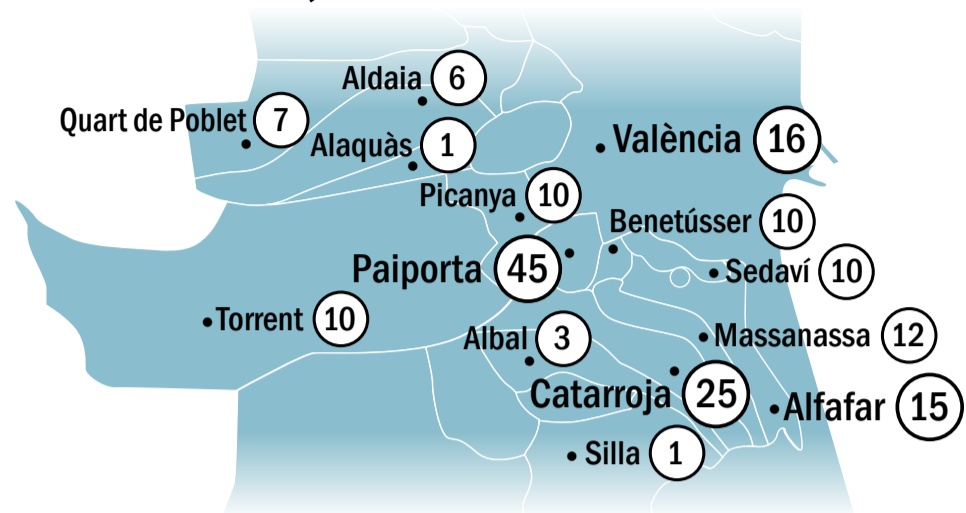 Aldaia 6
Quart de Poblet 7
Alaquàs 1
València 16
Picanya 10
Benetússer 10
Paiporta 45
Sedaví 10
Torrent 10
Albal 3
Massanassa 12
Catarroja 25
Alfafar 15
Silla 1